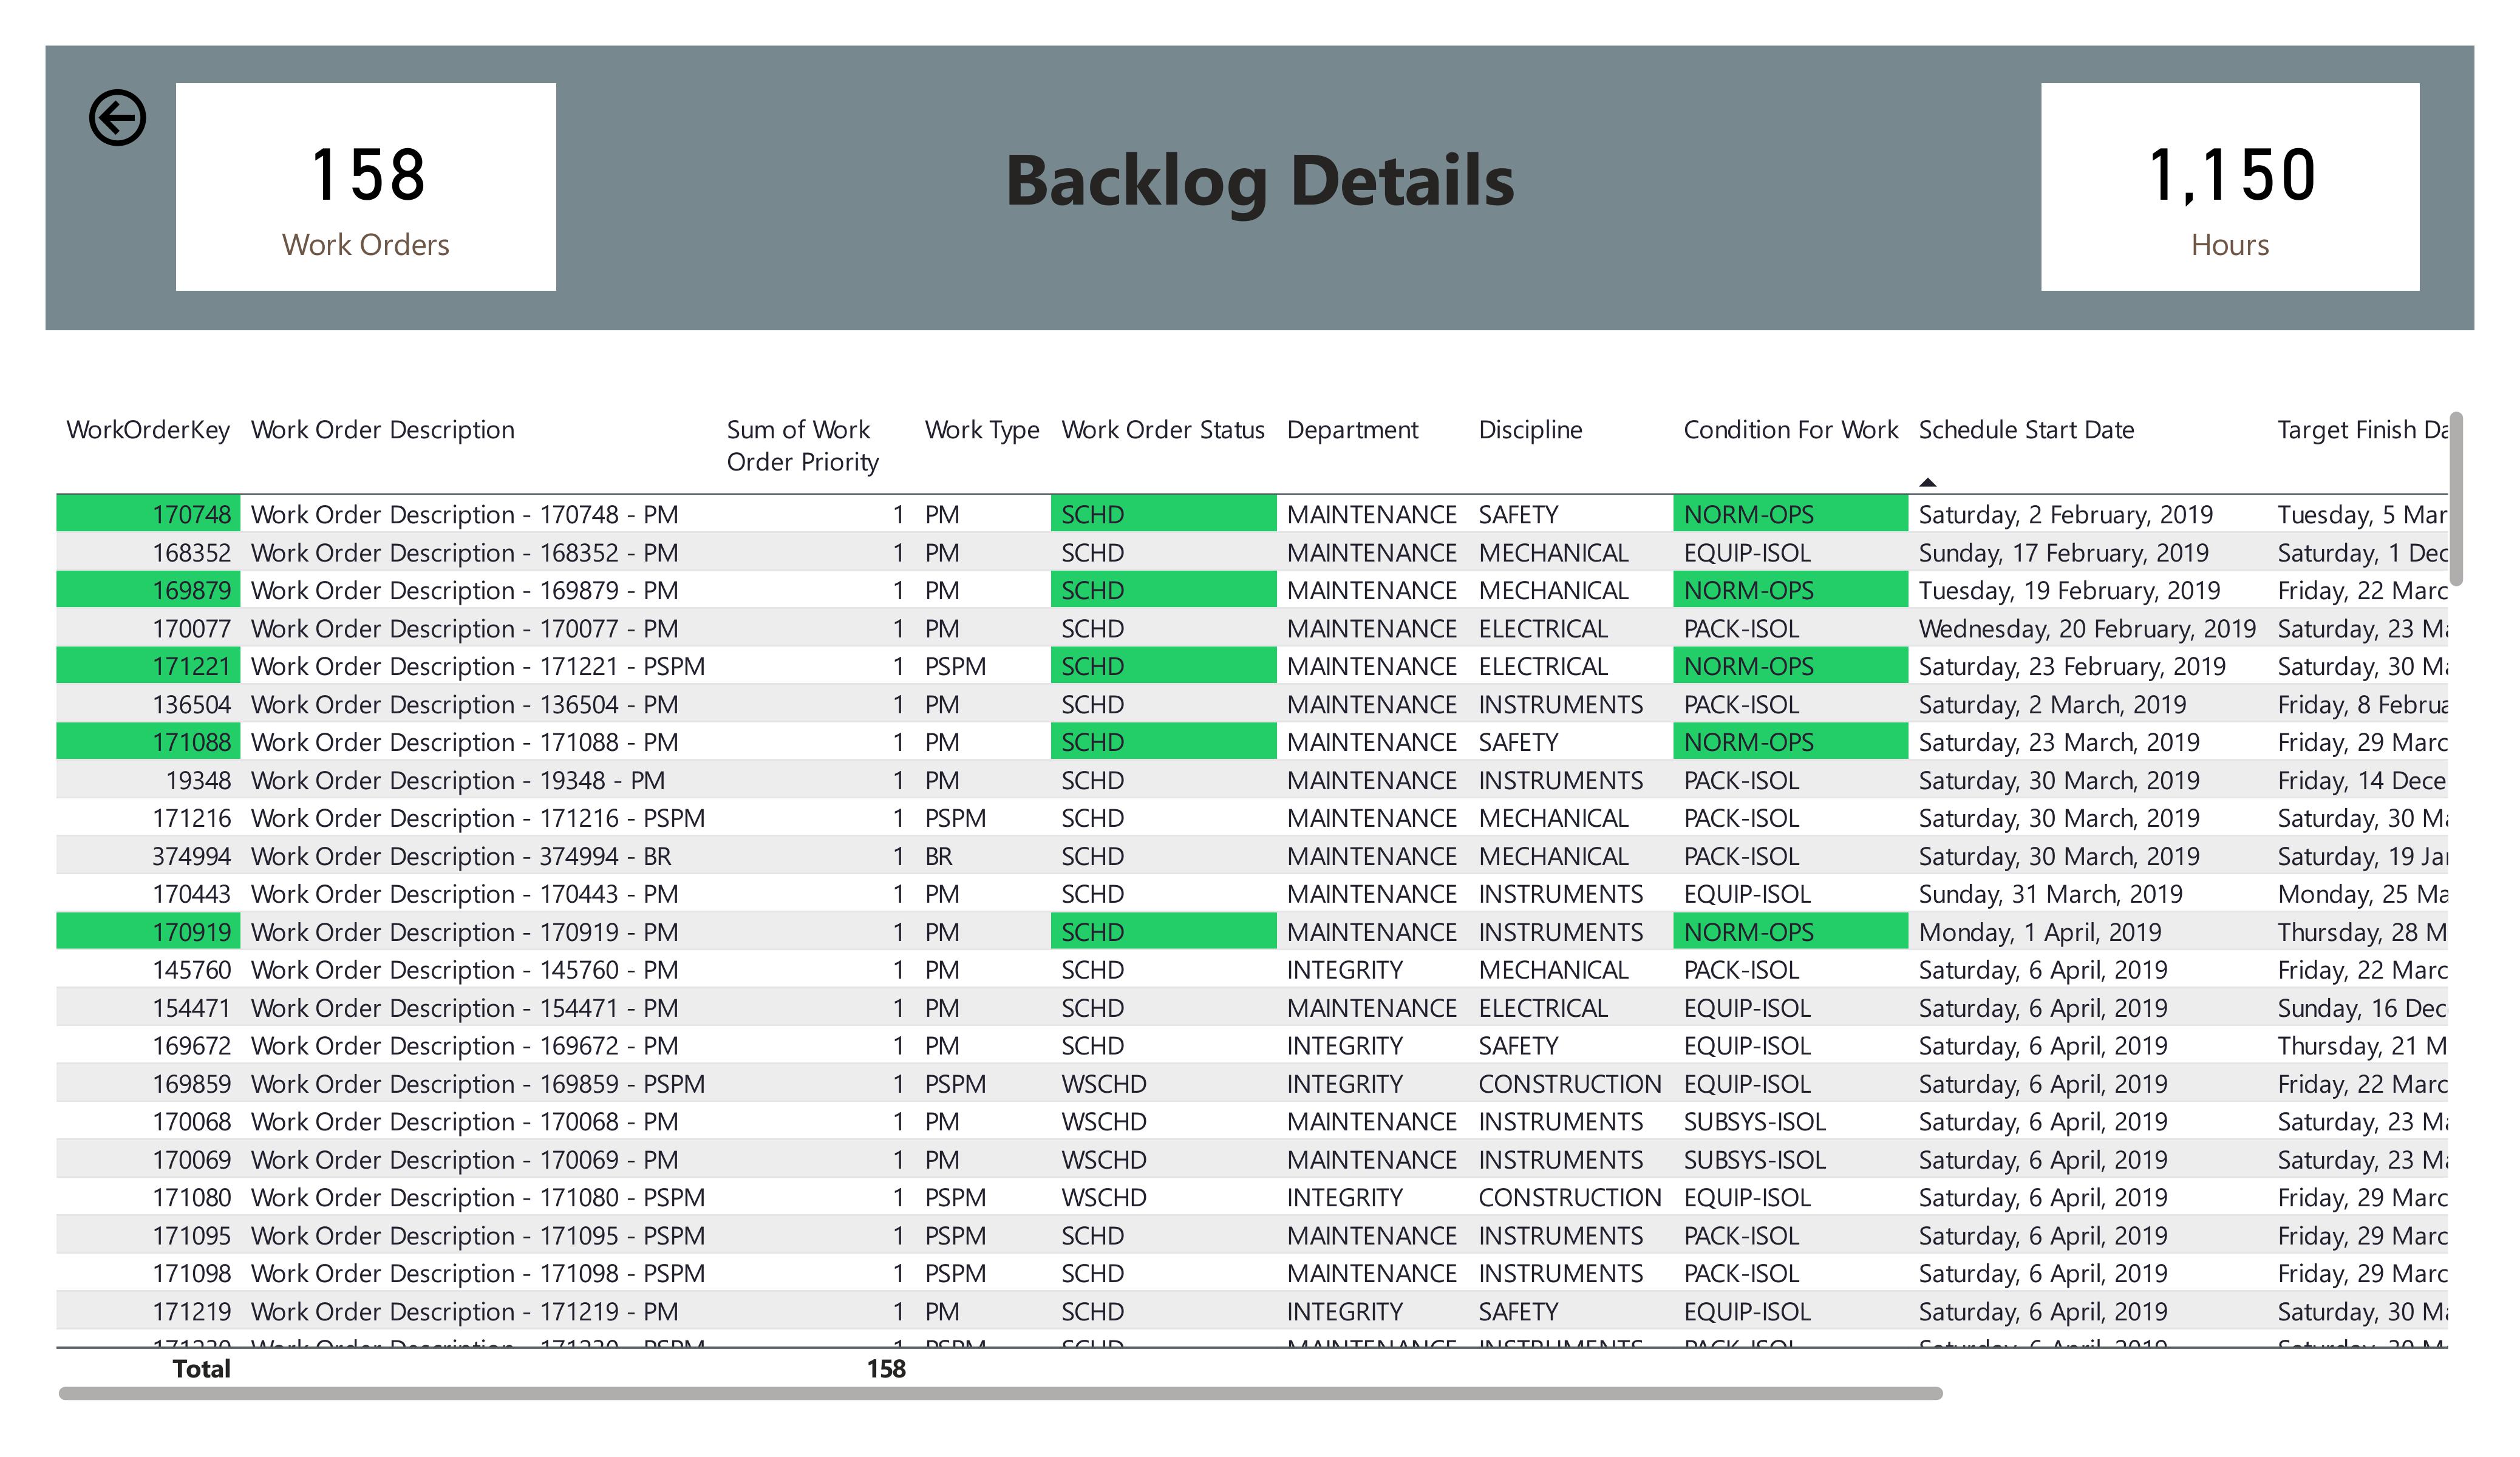 158
Work Orders
Backlog Details
1,150
Hours
WorkOrderKey Work Order Description Sum of Work Order Priority Work Type Work Order Status Department Discipline Condition For Work Schedule Start Date Target Finish Da
170748 Work Order Description - 170748 - PM 1 PM SCHD MAINTENANCE SAFETY NORM-OPS Saturday, 2 February, 2019 Tuesday, 5 Mar
168352 Work Order Description - 168352 - PM 1 PM SCHD MAINTENANCE MECHANICAL EQUIP-ISOL Sunday, 17 February, 2019 Saturday, 1 Dec
169879 Work Order Description - 169879 - PM 1 PM SCHD MAINTENANCE MECHANICAL NORM-OPS Tuesday, 19 February, 2019 Friday, 22 Marc
170077 Work Order Description - 170077 - PM 1 PM SCHD MAINTENANCE ELECTRICAL PACK-ISOL Wednesday, 20 February, 2019 Saturday, 23 Ma
171221 Work Order Description - 171221 - PSPM 1 PSPM SCHD MAINTENANCE ELECTRICAL NORM-OPS Saturday, 23 February, 2019 Saturday, 30 Ma
136504 Work Order Description - 136504 - PM 1 PM SCHD MAINTENANCE INSTRUMENTS PACK-ISOL Saturday, 2 March, 2019 Friday, 8 Februa
171088 Work Order Description - 171088 - PM 1 PM SCHD MAINTENANCE SAFETY NORM-OPS Saturday, 23 March, 2019 Friday, 29 Marc
19348 Work Order Description - 19348 - PM 1 PM SCHD MAINTENANCE INSTRUMENTS PACK-ISOL Saturday, 30 March, 2019 Friday, 14 Dece
171216 Work Order Description - 171216 - PSPM 1 PSPM SCHD MAINTENANCE MECHANICAL PACK-ISOL Saturday, 30 March, 2019 Saturday, 30 Ma
374994 Work Order Description - 374994 - BR 1 BR SCHD MAINTENANCE MECHANICAL PACK-ISOL Saturday, 30 March, 2019 Saturday, 19 Jan
170443 Work Order Description - 170443 - PM 1 PM SCHD MAINTENANCE INSTRUMENTS EQUIP-ISOL Sunday, 31 March, 2019 Monday, 25 Ma
170919 Work Order Description - 170919 - PM 1 PM SCHD MAINTENANCE INSTRUMENTS NORM-OPS Monday, 1 April, 2019 Thursday, 28 M
145760 Work Order Description - 145760 - PM 1 PM SCHD INTEGRITY MECHANICAL PACK-ISOL Saturday, 6 April, 2019 Friday, 22 Marc
154471 Work Order Description - 154471 - PM 1 PM SCHD MAINTENANCE ELECTRICAL EQUIP-ISOL Saturday, 6 April, 2019 Sunday, 16 Dec
169672 Work Order Description - 169672 - PM 1 PM SCHD INTEGRITY SAFETY EQUIP-ISOL Saturday, 6 April, 2019 Thursday, 21 M
169859 Work Order Description - 169859 - PSPM 1 PSPM WSCHD INTEGRITY CONSTRUCTION EQUIP-ISOL Saturday, 6 April, 2019 Friday, 22 Marc
170068 Work Order Description - 170068 - PM 1 PM WSCHD MAINTENANCE INSTRUMENTS SUBSYS-ISOL Saturday, 6 April, 2019 Saturday, 23 Ma
170069 Work Order Description - 170069 - PM 1 PM WSCHD MAINTENANCE INSTRUMENTS SUBSYS-ISOL Saturday, 6 April, 2019 Saturday, 23 Ma
171080 Work Order Description - 171080 - PSPM 1 PSPM WSCHD INTEGRITY CONSTRUCTION EQUIP-ISOL Saturday, 6 April, 2019 Friday, 29 Marc
171095 Work Order Description - 171095 - PSPM 1 PSPM SCHD MAINTENANCE INSTRUMENTS PACK-ISOL Saturday, 6 April, 2019 Friday, 29 Marc
171098 Work Order Description - 171098 - PSPM 1 PSPM SCHD MAINTENANCE INSTRUMENTS PACK-ISOL Saturday, 6 April, 2019 Friday, 29 Marc
171219 Work Order Description - 171219 - PM 1 PM SCHD INTEGRITY SAFETY EQUIP-ISOL Saturday, 6 April, 2019 Saturday, 30 Ma
Total 158